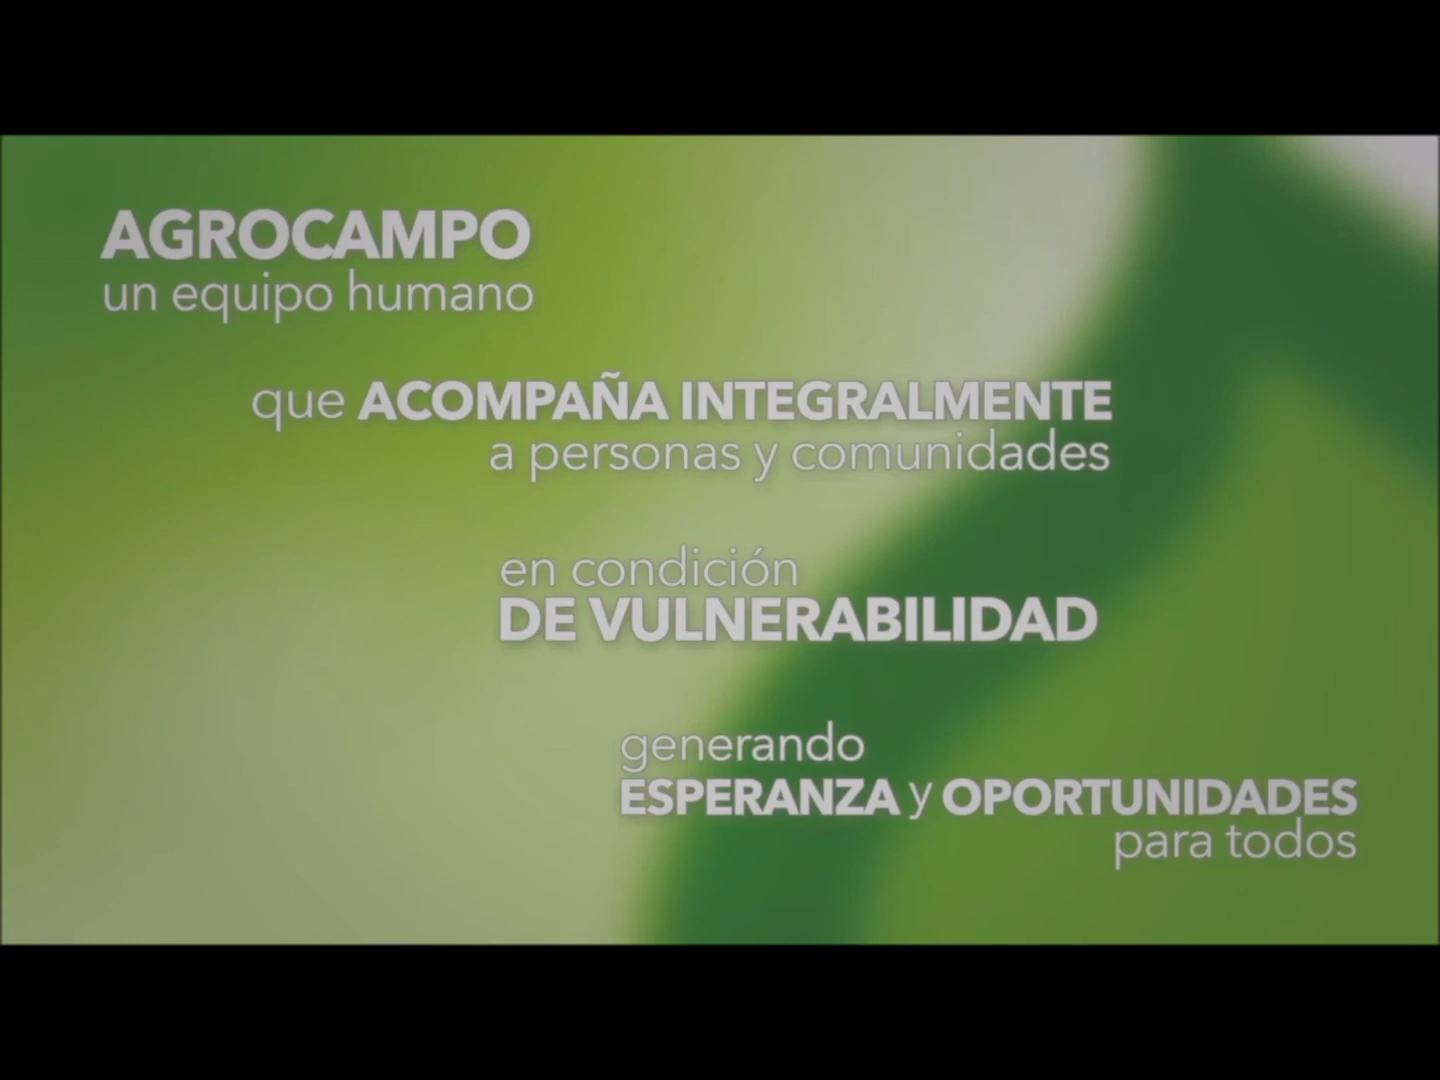 AGROCAMPO
un equipo humano
que ACOMPAÑA INTEGRALMENTE
a personas y comunidades
en condición
DE VULNERABILIDAD
generando
ESPERANZA y OPORTUNIDADES
para todos